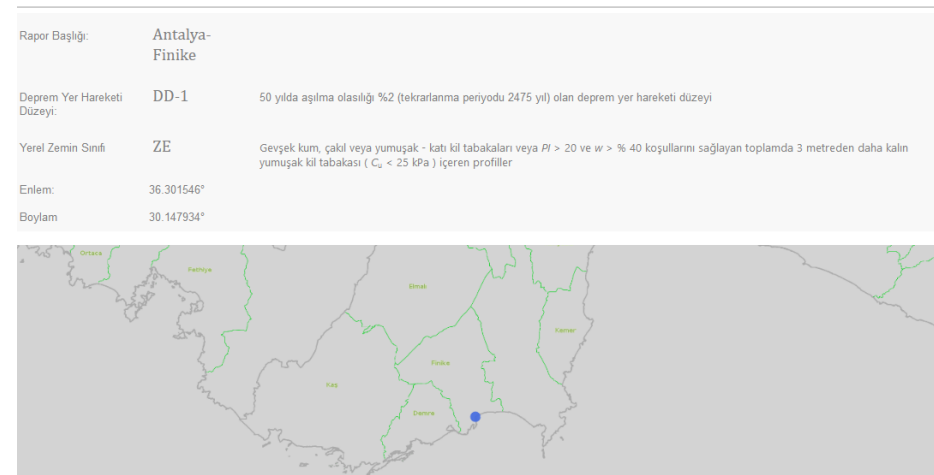 Rapor Başlığı:
Antalya-
Finike
Deprem Yer Hareketi
Düzeyi:
DD-1
50 yılda aşılma olasılığı %2 (tekrarlanma periyodu 2475 yıl) olan deprem yer hareketi düzeyi
Yerel Zemin Sınıfı
ZE
Gevşek kum, çakıl veya yumuşak - katı kil tabakaları veya PI > 20 ve w > % 40 koşullarını sağlayan toplamda 3 metreden daha kalın
yumuşak kil tabakası ( Cu < 25 kPa ) içeren profiller
Enlem:
36.301546°
Boylam
30.147934°
Ortaca
Fethiye
Elmalı
Kemer
Finike
Kaş
Demre